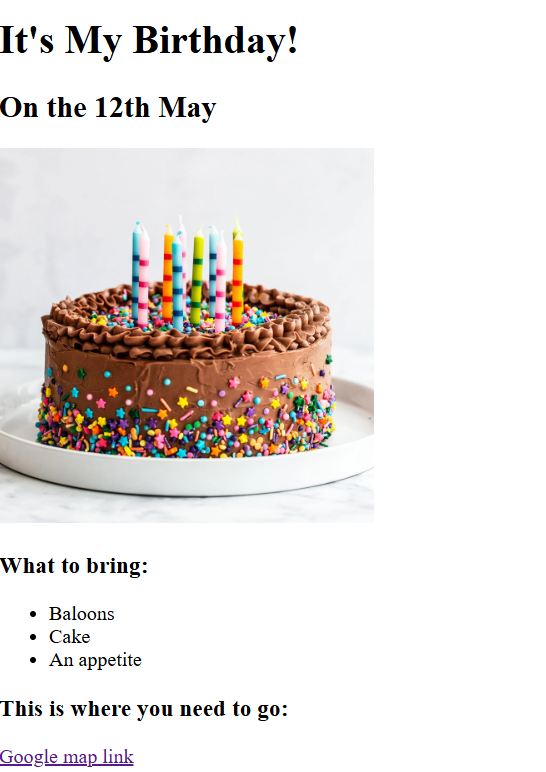 It's My Birthday!
On the 12th May
What to bring:
Baloons
Cake
An appetite
This is where you need to go:
Google map link